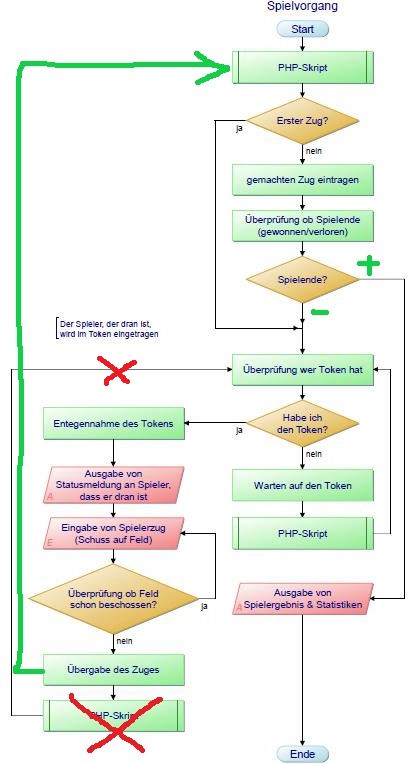 Spielvorgang
Start
PHP-Skript
Erster Zug?
ja
nein
gemachten Zug eintragen
Überprüfung ob Spielende
(gewonnen/verloren)
Spielende?
+
-
Der Spieler, der dran ist,
wird im Token eingetragen
Überprüfung wer Token hat
Habe ich
den Token?
ja
nein
Entegennahme des Tokens
Ausgabe von
Statusmeldung an Spieler,
dass er dran ist
A
Warten auf den Token
PHP-Skript
Eingabe von Spielerzug
(Schuss auf Feld)
E
Überprüfung ob Feld
schon beschossen?
ja
nein
Ausgabe von
Spielergebnis & Statistiken
A
Übergabe des Zuges
PHP-Skript
Ende